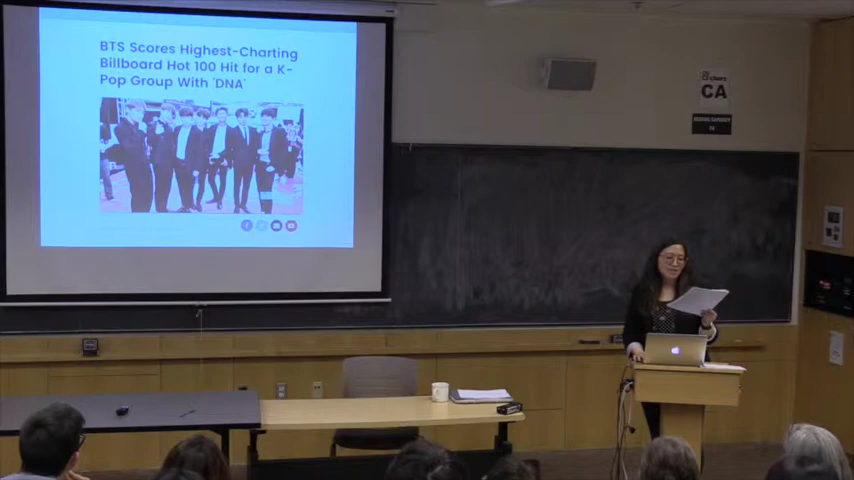 BTS Scores Highest-Charting
Billboard Hot 100 Hit for a K-
Pop Group With 'DNA'
CA